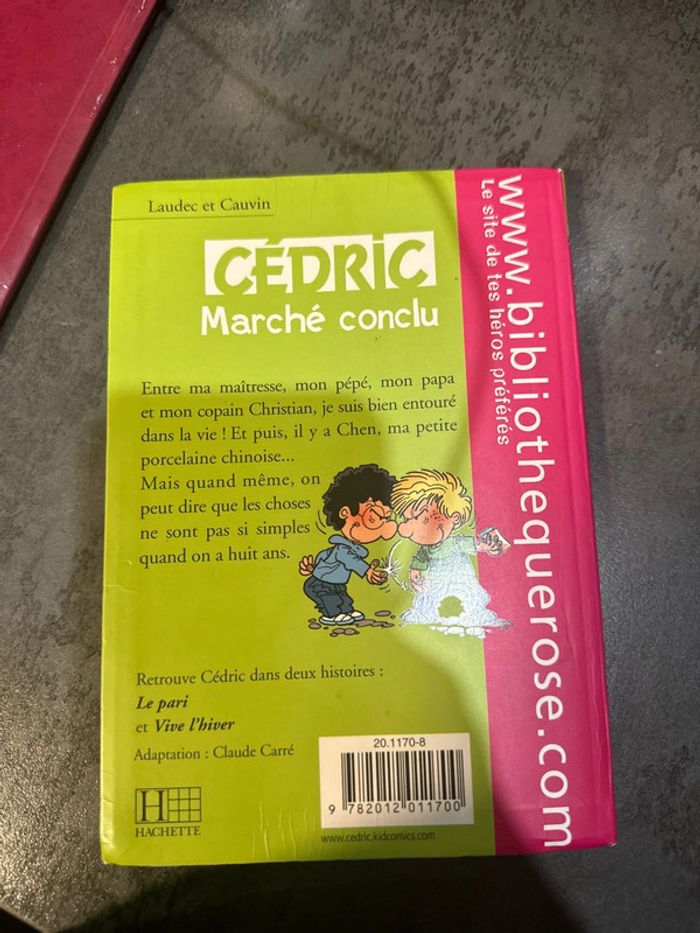 Laudec et Cauvin
CÉDRIC
Marché conclu
Entre ma maîtresse, mon pépé, mon papa
et mon copain Christian, je suis bien entouré
dans la vie ! Et puis, il y a Chen, ma petite
porcelaine chinoise...
Mais quand même, on
peut dire que les choses
ne sont pas si simples
quand on a huit ans.
Retrouve Cédric dans deux histoires :
Le pari
et Vive l'hiver
Adaptation : Claude Carré
H
HACHETTE
20.1170-8
9 782012 011700
www.cedric.kidcomics.com
www.bibliothequerose.com
Le site de tes héros préférés